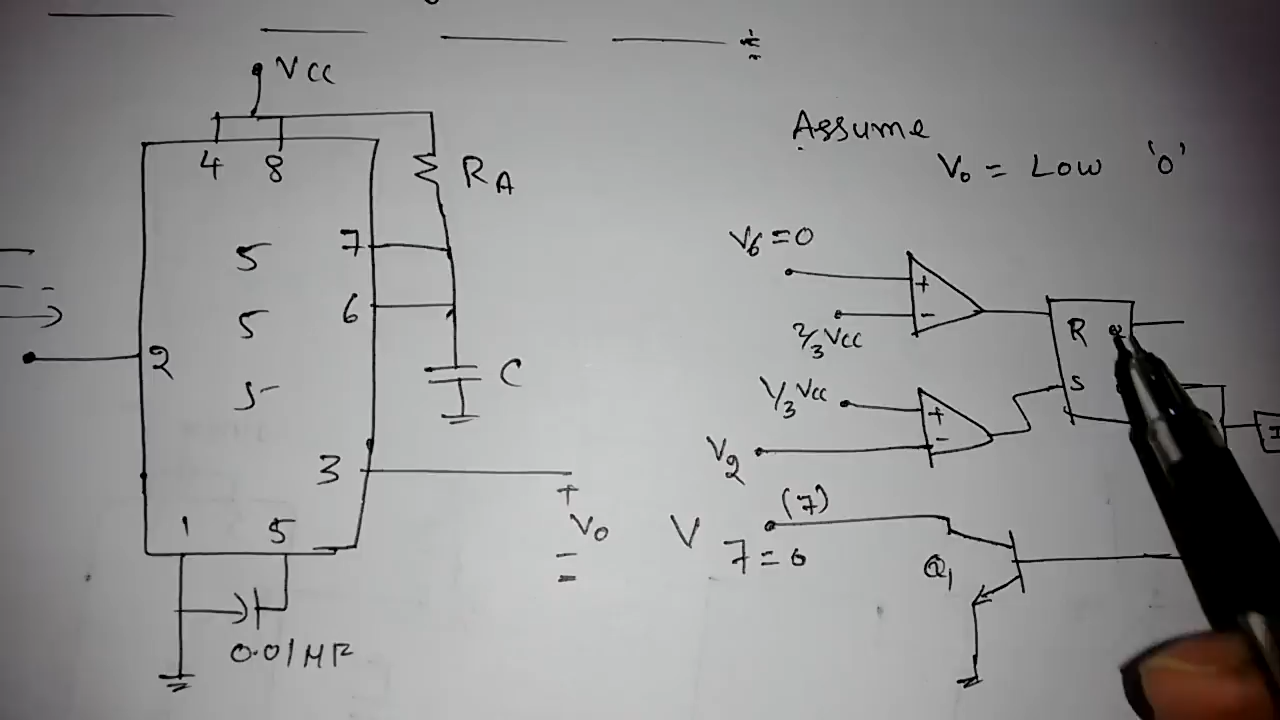 VCC
4 8
RA
7
5
6
5
2
5
C
3
+
Vo
1 5
0.01MF
Assume
Vo = Low '0'
V6=0
+
-
2/3 VCC
R Q
S
1/3 VCC
+
-
V2
(7)
V7=0
Q1